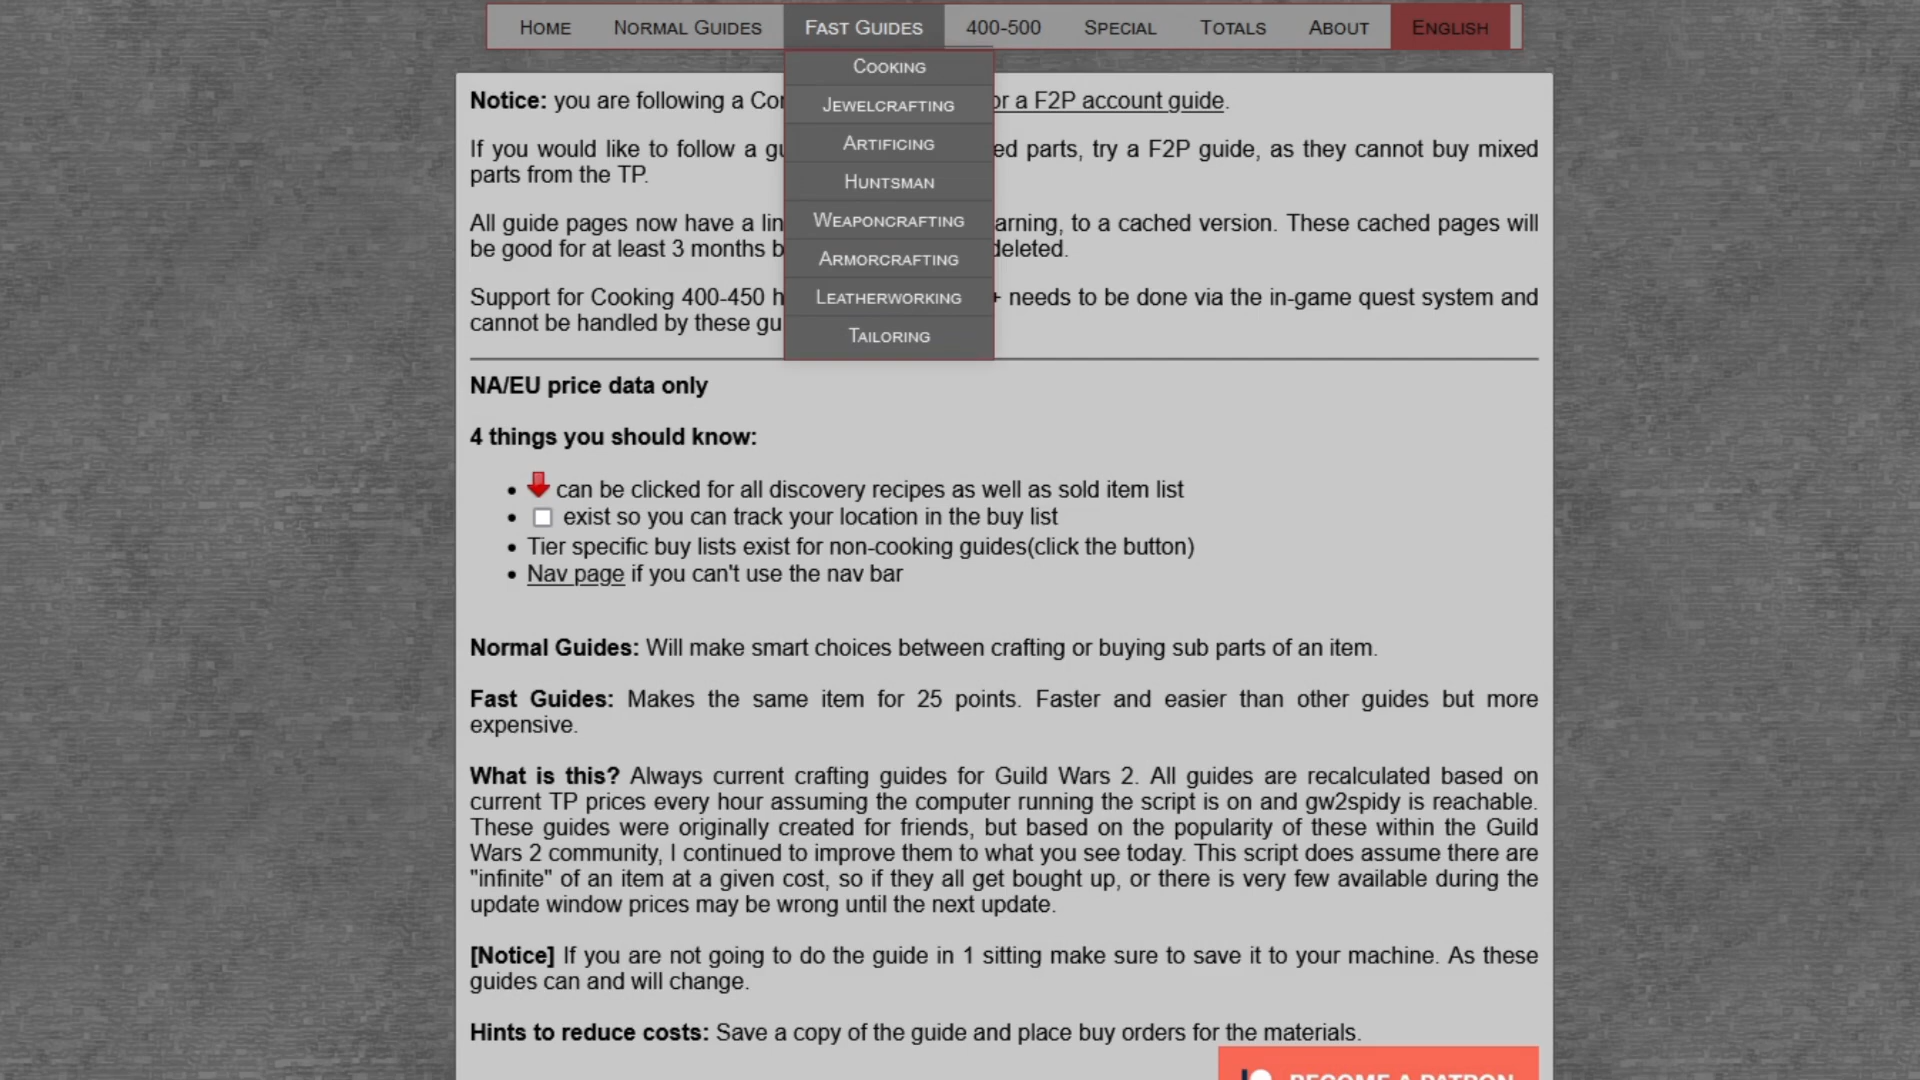 HOME NORMAL GUIDES FAST GUIDES 400-500 SPECIAL TOTALS ABOUT ENGLISH
COOKING
JEWELCRAFTING
ARTIFICING
HUNTSMAN
WEAPONCRAFTING
ARMORCRAFTING
LEATHERWORKING
TAILORING
Notice: you are following a or a F2P account guide.
If you would like to follow a parts, try a F2P guide, as they cannot buy mixed
parts from the TP.
All guide pages now have a to a cached version. These cached pages will
be good for at least 3 months
Support for Cooking 400-450 needs to be done via the in-game quest system and
cannot be handled by these
NA/EU price data only
4 things you should know:
can be clicked for all discovery recipes as well as sold item list
exist so you can track your location in the buy list
Tier specific buy lists exist for non-cooking guides(click the button)
Nav page if you can't use the nav bar
Normal Guides: Will make smart choices between crafting or buying sub parts of an item.
Fast Guides: Makes the same item for 25 points. Faster and easier than other guides but more
expensive.
What is this? Always current crafting guides for Guild Wars 2. All guides are recalculated based on
current TP prices every hour assuming the computer running the script is on and gw2spidy is reachable.
These guides were originally created for friends, but based on the popularity of these within the Guild
Wars 2 community, I continued to improve them to what you see today. This script does assume there are
"infinite" of an item at a given cost, so if they all get bought up, or there is very few available during the
update window prices may be wrong until the next update.
[Notice] If you are not going to do the guide in 1 sitting make sure to save it to your machine. As these
guides can and will change.
Hints to reduce costs: Save a copy of the guide and place buy orders for the materials.
BECOME A PATRON